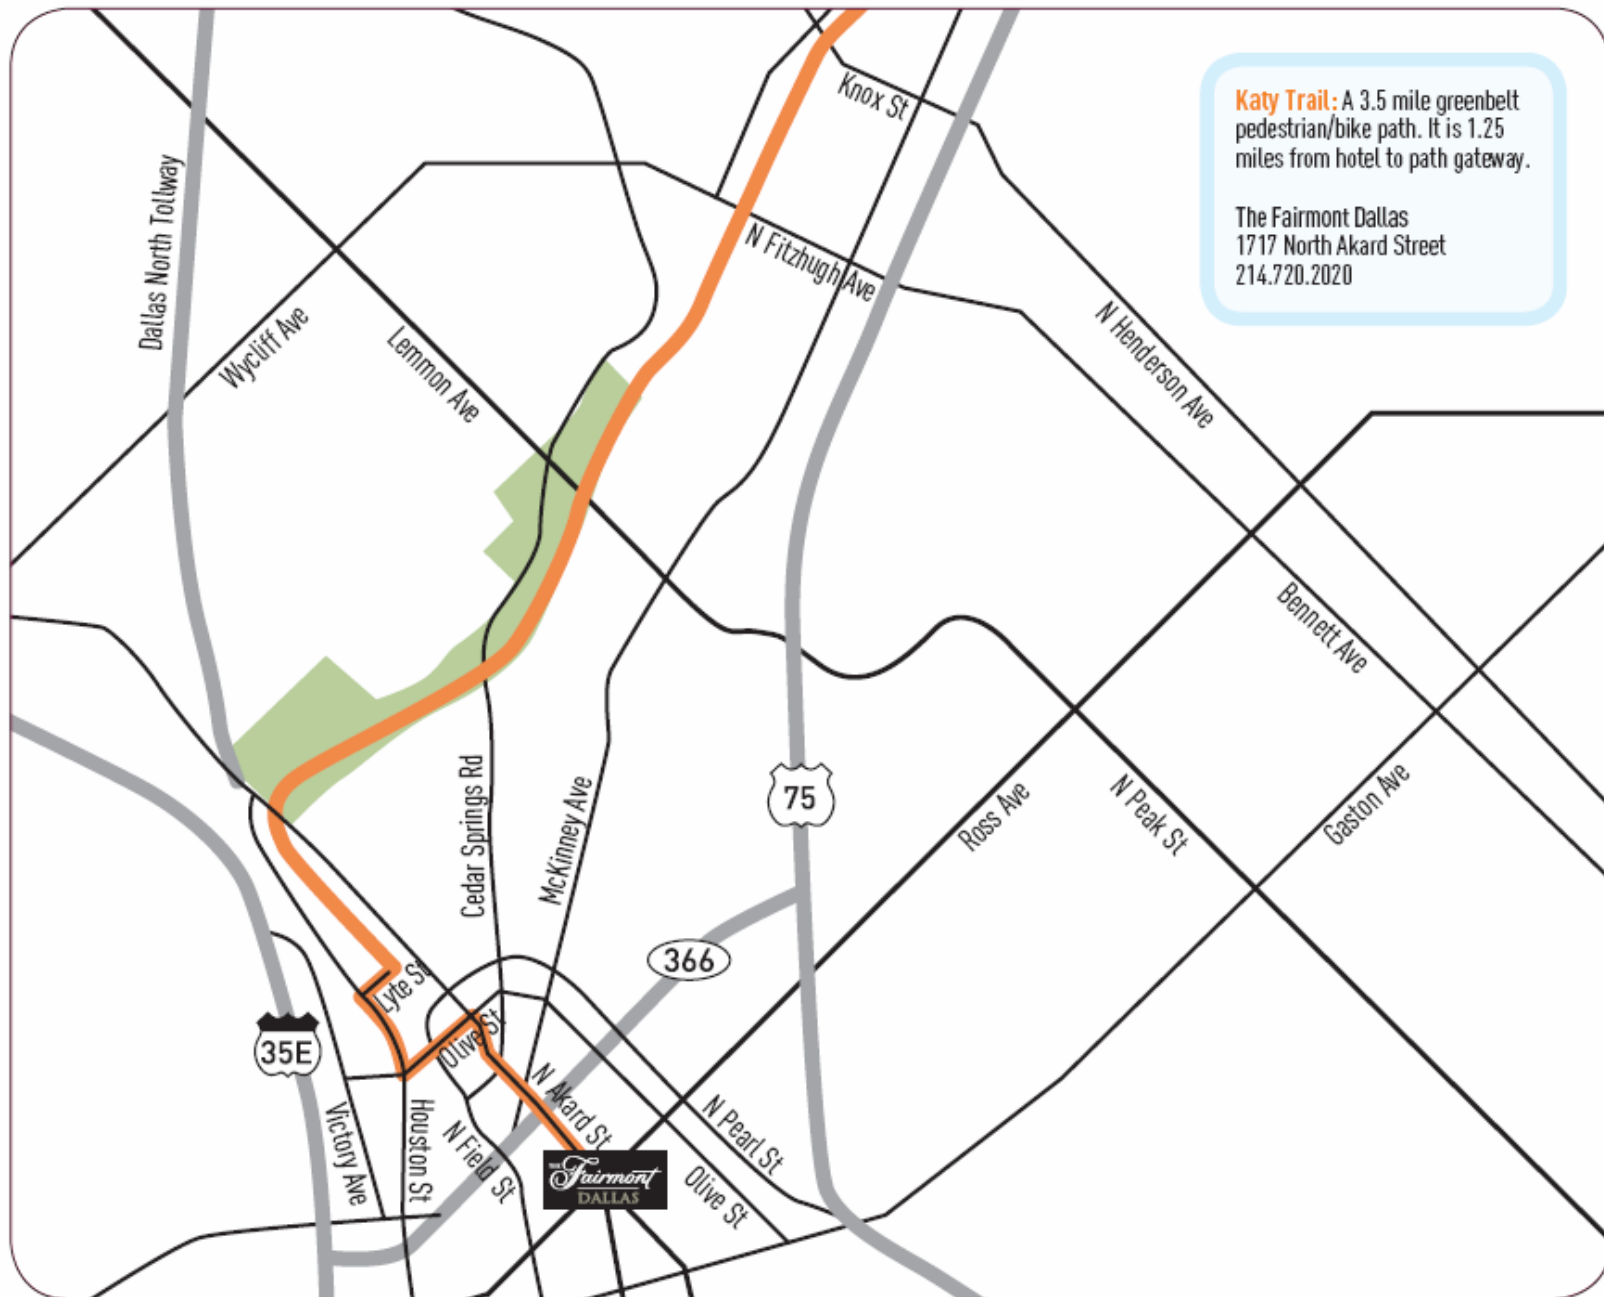 Knox St
Katy Trail: A 3.5 mile greenbelt
pedestrian/bike path. It is 1.25
miles from hotel to path gateway.
The Fairmont Dallas
1717 North Akard Street
214.720.2020
Dallas North Tollway
N Fitzhugh Ave
Wycliff Ave
Lemmon Ave
N Henderson Ave
Bennett Ave
Cedar Springs Rd
McKinney Ave
75
Ross Ave
N Peak St
Gaston Ave
366
Lyte St
35E
Olive St
N Akard St
Victory Ave
Houston St
N Field St
N Pearl St
Olive St
THE
Fairmont
DALLAS